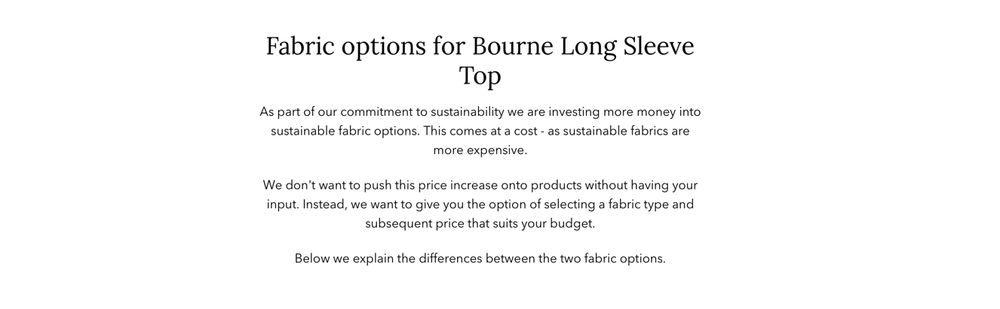 Fabric options for Bourne Long Sleeve
Top
As part of our commitment to sustainability we are investing more money into
sustainable fabric options. This comes at a cost - as sustainable fabrics are
more expensive.
We don't want to push this price increase onto products without having your
input. Instead, we want to give you the option of selecting a fabric type and
subsequent price that suits your budget.
Below we explain the differences between the two fabric options.